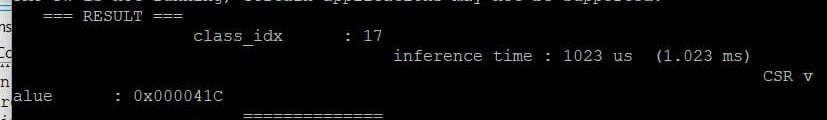 === RESULT ===
class_idx : 17
inference time : 1023 us (1.023 ms)
CSR v
alue : 0x000041C
==============